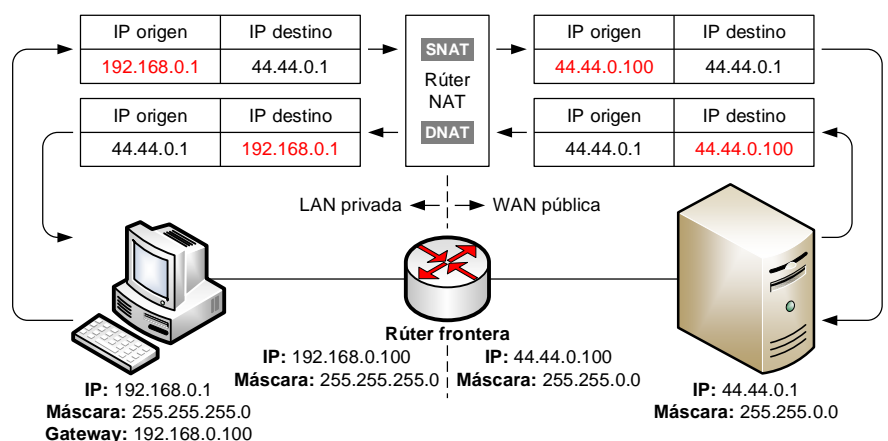 IP origen IP destino
192.168.0.1 44.44.0.1
SNAT
Rúter
NAT
DNAT
IP origen IP destino
44.44.0.100 44.44.0.1
IP origen IP destino
44.44.0.1 192.168.0.1
IP origen IP destino
44.44.0.1 44.44.0.100
LAN privada WAN pública
Rúter frontera
IP: 192.168.0.100
Máscara: 255.255.255.0
IP: 44.44.0.100
Máscara: 255.255.0.0
IP: 192.168.0.1
Máscara: 255.255.255.0
Gateway: 192.168.0.100
IP: 44.44.0.1
Máscara: 255.255.0.0